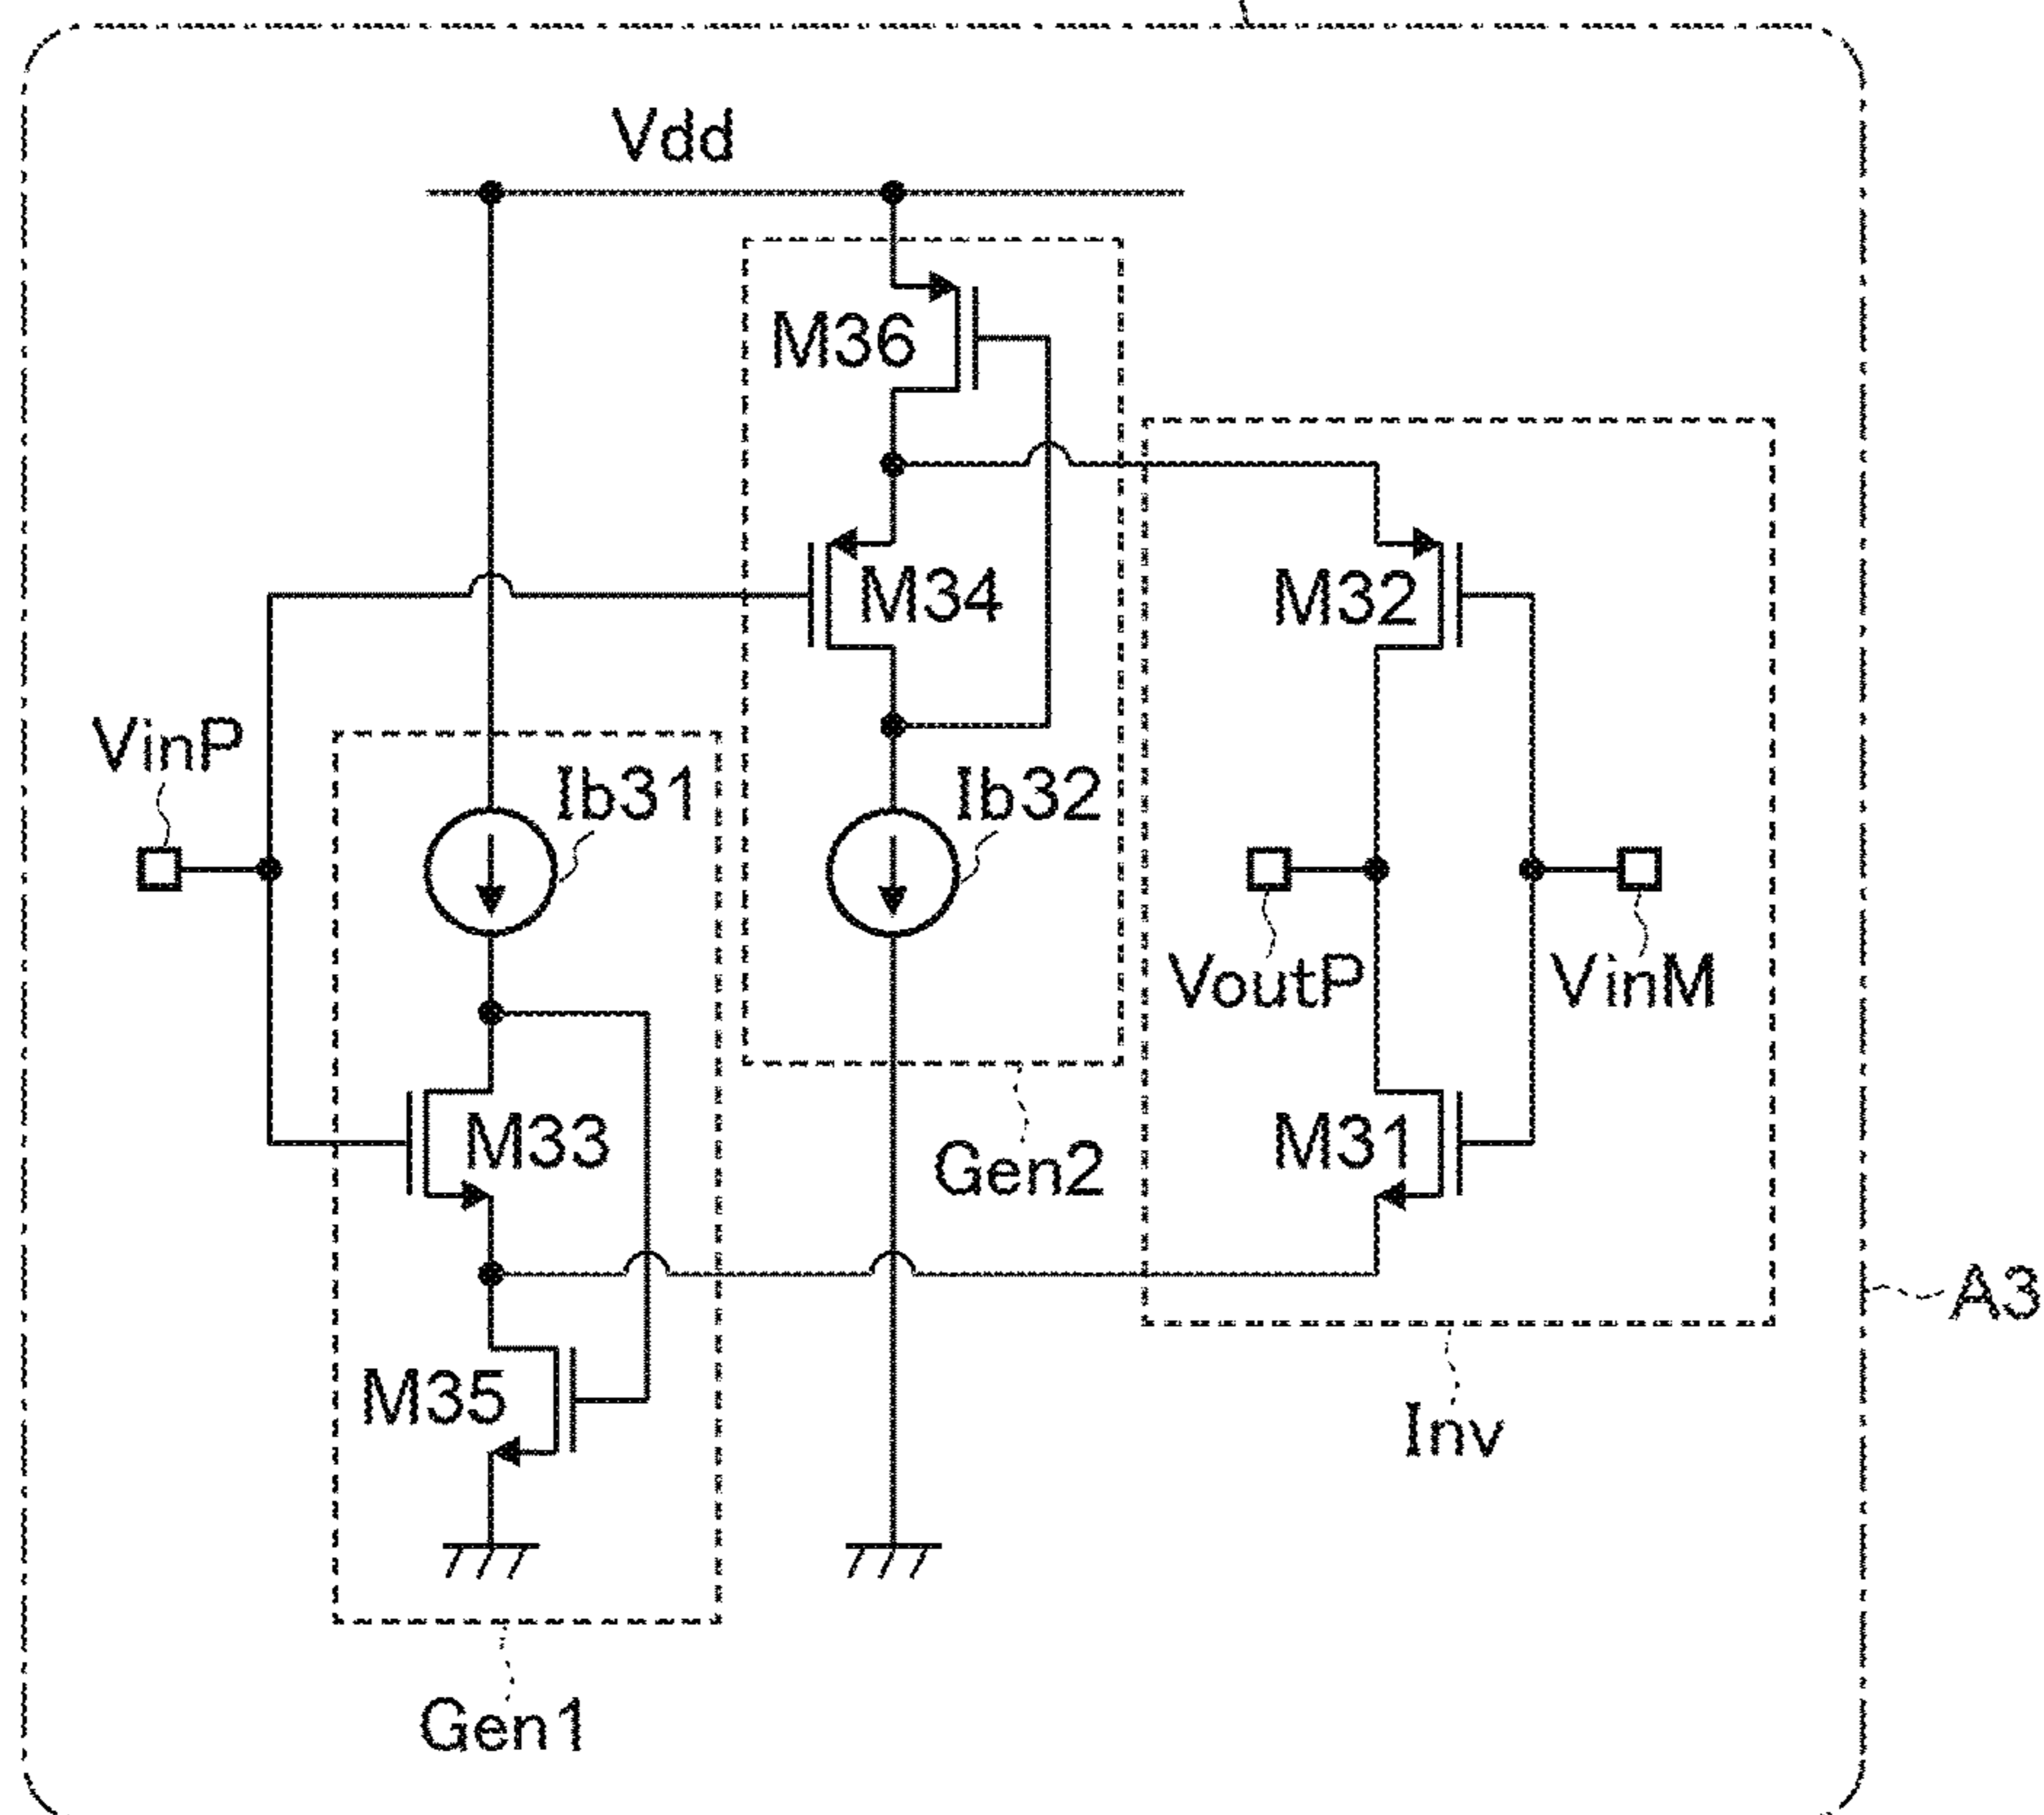 Vdd
M36
M34
M32
VinP
Ib31
Ib32
VoutP
VinM
M33
M31
Gen2
A3
M35
Inv
Gen1